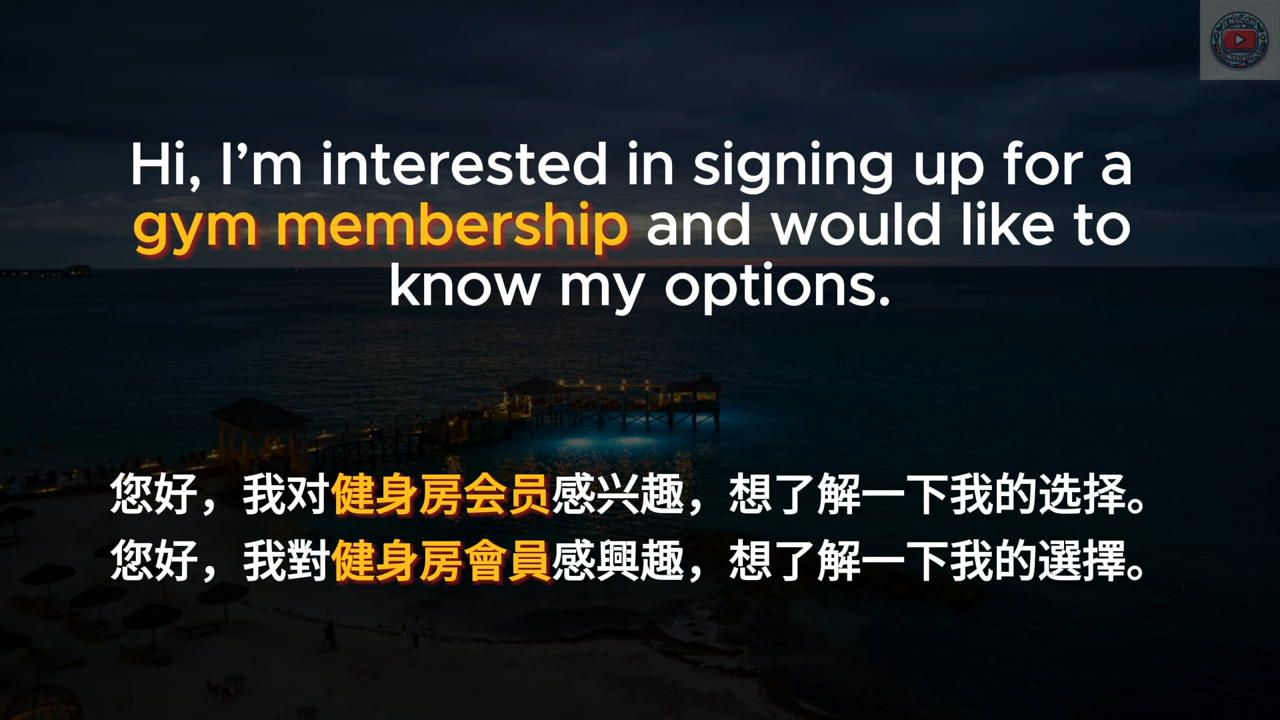 Hi, I’m interested in signing up for a
gym membership and would like to
know my options.
您好，我对健身房会员感兴趣，想了解一下我的选择。
您好，我對健身房會員感興趣，想了解一下我的選擇。